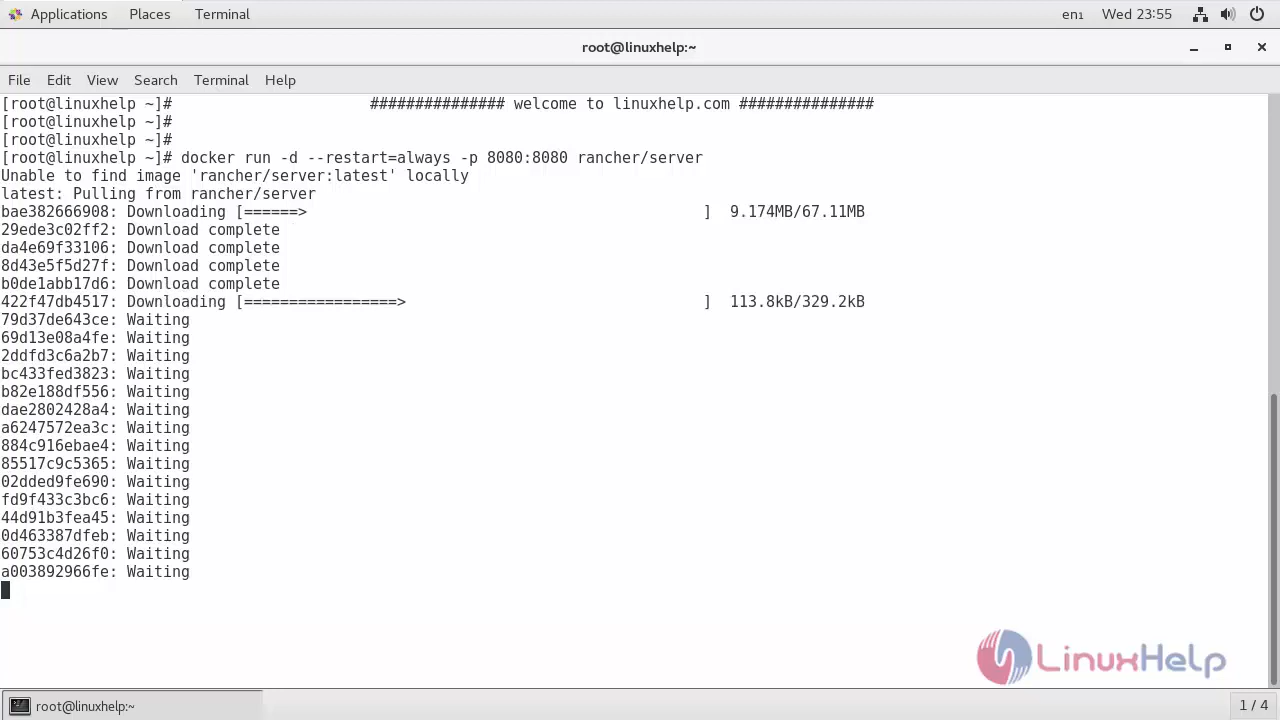 Applications Places Terminal en₁ Wed 23:55
root@linuxhelp:~
File Edit View Search Terminal Help
[root@linuxhelp ~]# ############### welcome to linuxhelp.com ###############
[root@linuxhelp ~]#
[root@linuxhelp ~]#
[root@linuxhelp ~]# docker run -d --restart=always -p 8080:8080 rancher/server
Unable to find image 'rancher/server:latest' locally
latest: Pulling from rancher/server
bae382666908: Downloading [======> ] 9.174MB/67.11MB
29ede3c02ff2: Download complete
da4e69f33106: Download complete
8d43e5f5d27f: Download complete
b0de1abb17d6: Download complete
422f47db4517: Downloading [=================> ] 113.8kB/329.2kB
79d37de643ce: Waiting
69d13e08a4fe: Waiting
2ddfd3c6a2b7: Waiting
bc433fed3823: Waiting
b82e188df556: Waiting
dae2802428a4: Waiting
a6247572ea3c: Waiting
884c916ebae4: Waiting
85517c9c5365: Waiting
02dded9fe690: Waiting
fd9f433c3bc6: Waiting
44d91b3fea45: Waiting
0d463387dfeb: Waiting
60753c4d26f0: Waiting
a003892966fe: Waiting
LinuxHelp
root@linuxhelp:~ 1 / 4